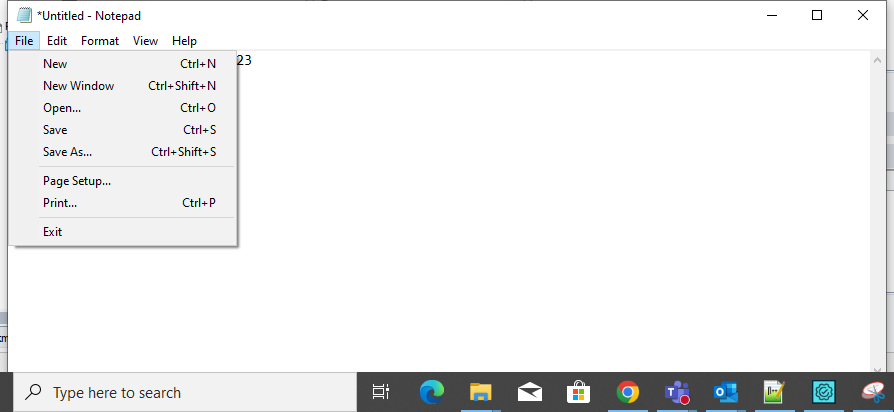 *Untitled - Notepad
File Edit Format View Help
23
New Ctrl+N
New Window Ctrl+Shift+N
Open... Ctrl+O
Save Ctrl+S
Save As... Ctrl+Shift+S
Page Setup...
Print... Ctrl+P
Exit
Type here to search